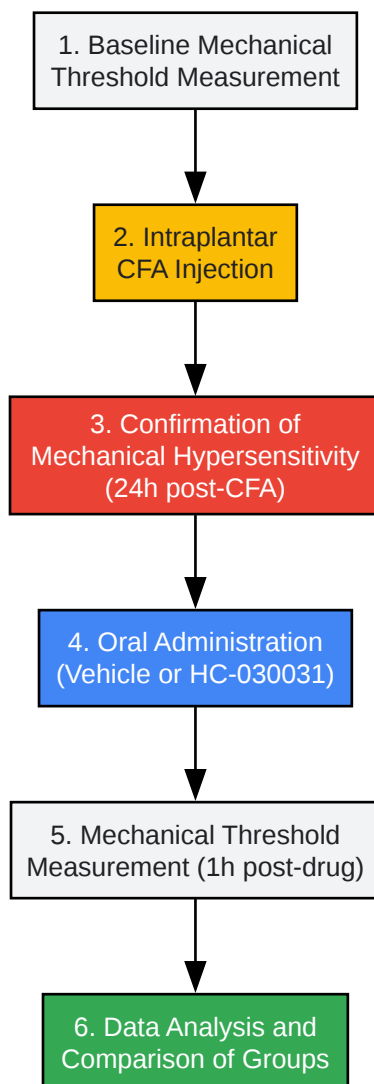 1. Baseline Mechanical
Threshold Measurement
2. Intraplantar
CFA Injection
3. Confirmation of
Mechanical Hypersensitivity
(24h post-CFA)
4. Oral Administration
(Vehicle or HC-030031)
5. Mechanical Threshold
Measurement (1h post-drug)
6. Data Analysis and
Comparison of Groups